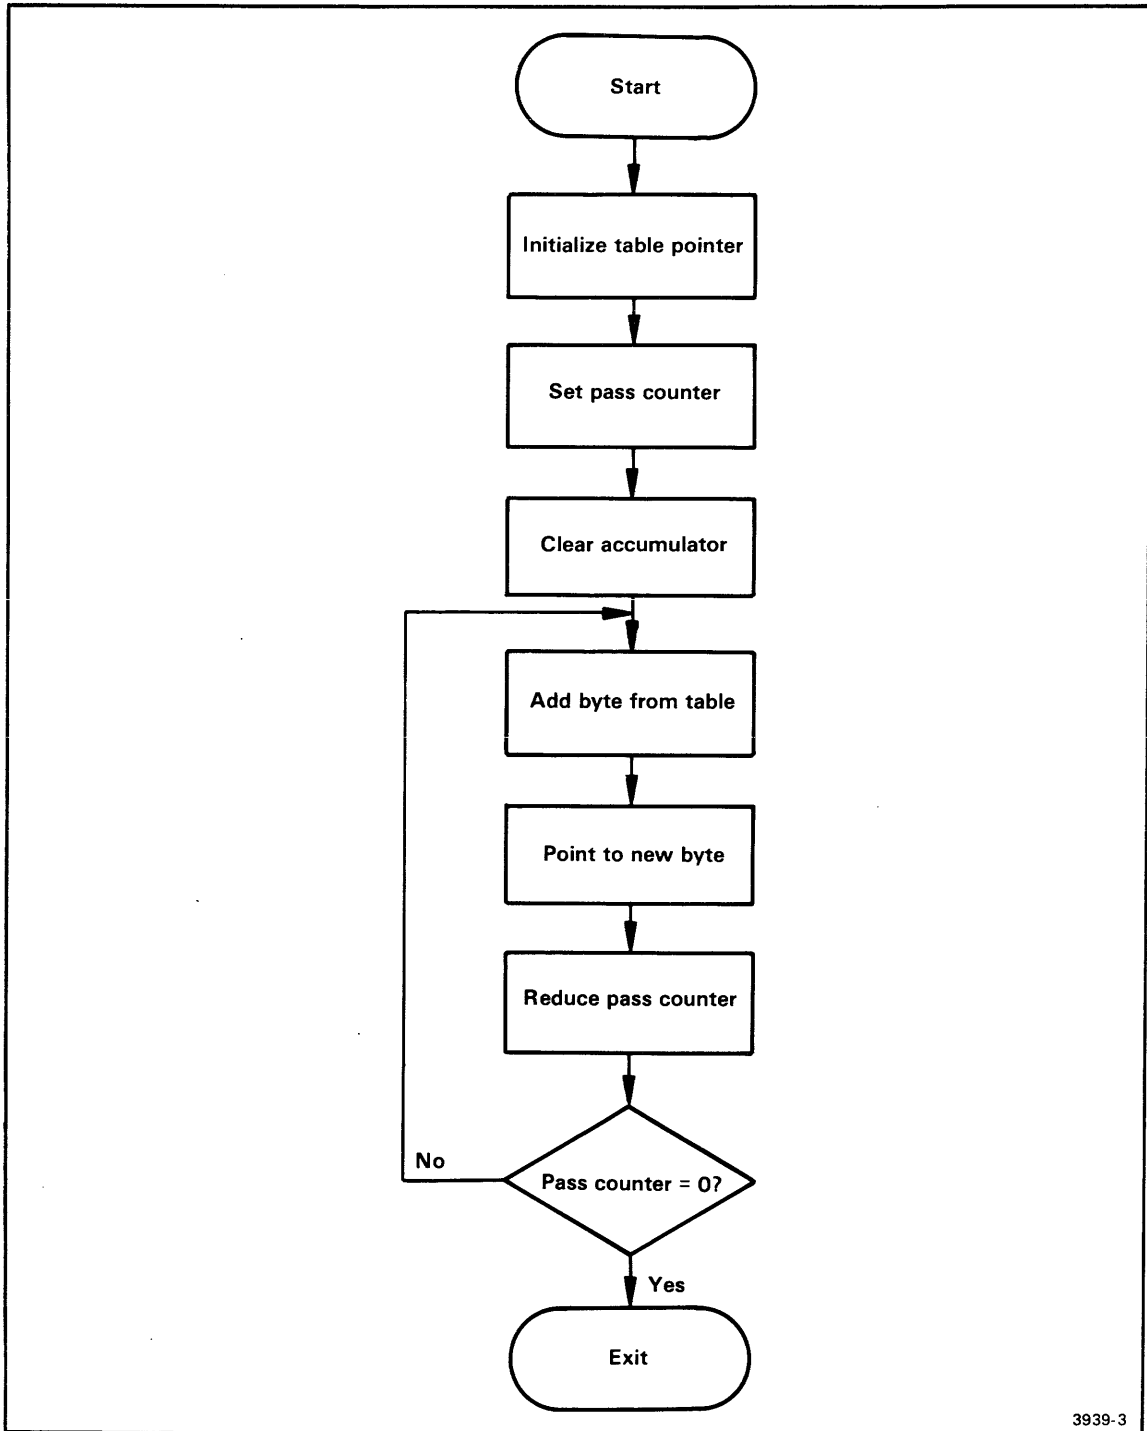 Start
Initialize table pointer
Set pass counter
Clear accumulator
Add byte from table
Point to new byte
Reduce pass counter
No
Pass counter = 0?
Yes
Exit
3939-3